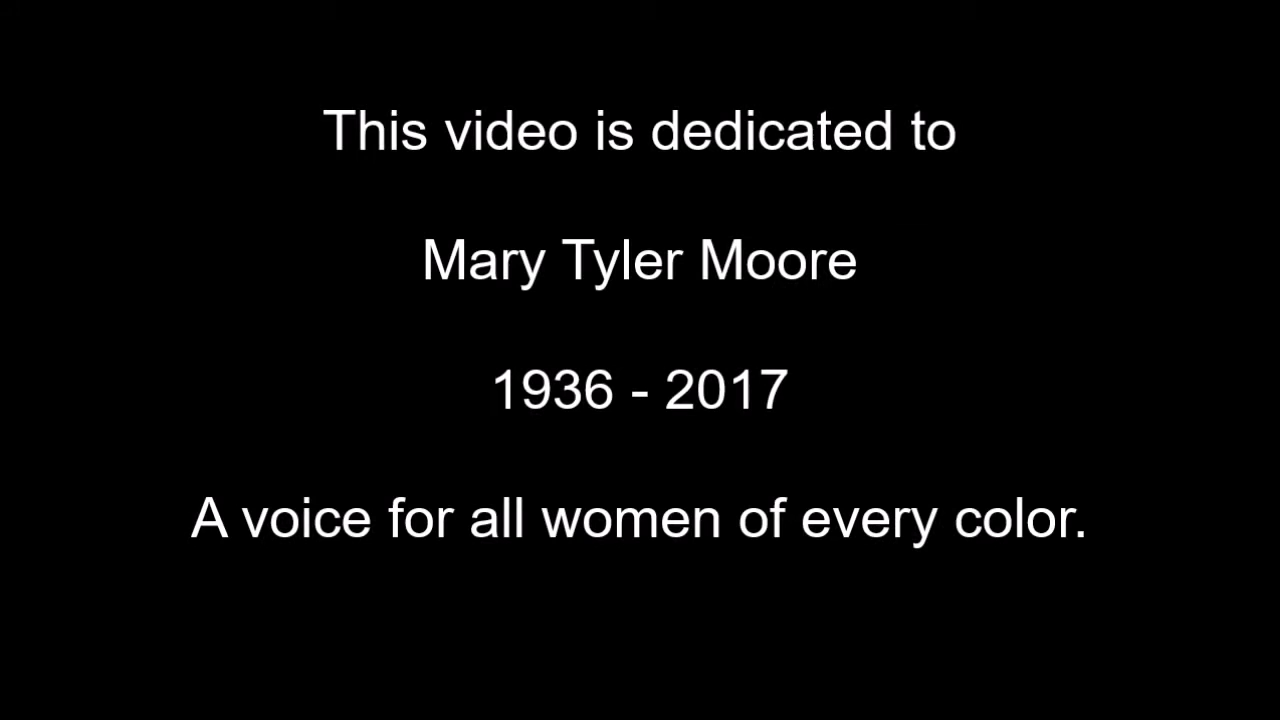 This video is dedicated to
Mary Tyler Moore
1936 - 2017
A voice for all women of every color.